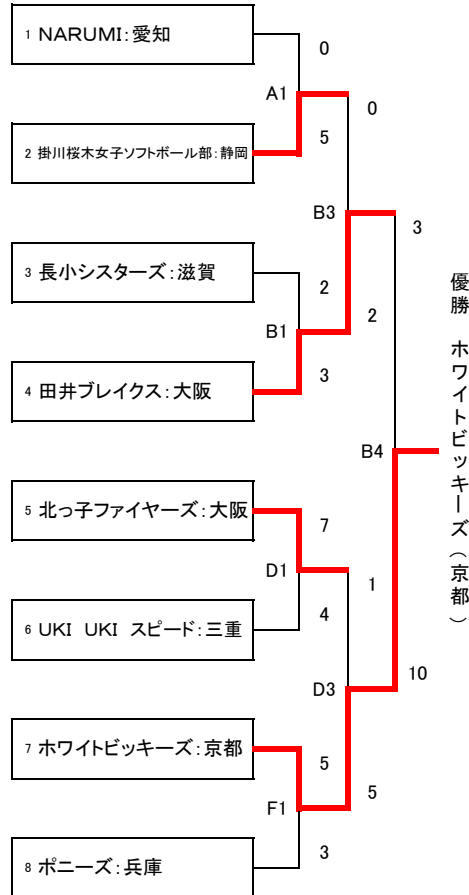 1 NARUMI：愛知
0
A1
0
5
2 掛川桜木女子ソフトボール部：静岡
B3
3
3 長小シスターズ：滋賀
2
2
B1
3
4 田井ブレイクス：大阪
B4
5 北っ子ファイヤーズ：大阪
7
D1
1
4
6 UKI UKI スピード：三重
D3
10
7 ホワイトビッキーズ：京都
5
5
F1
3
8 ポニーズ：兵庫
優勝 ホワイトビッキーズ（京都）